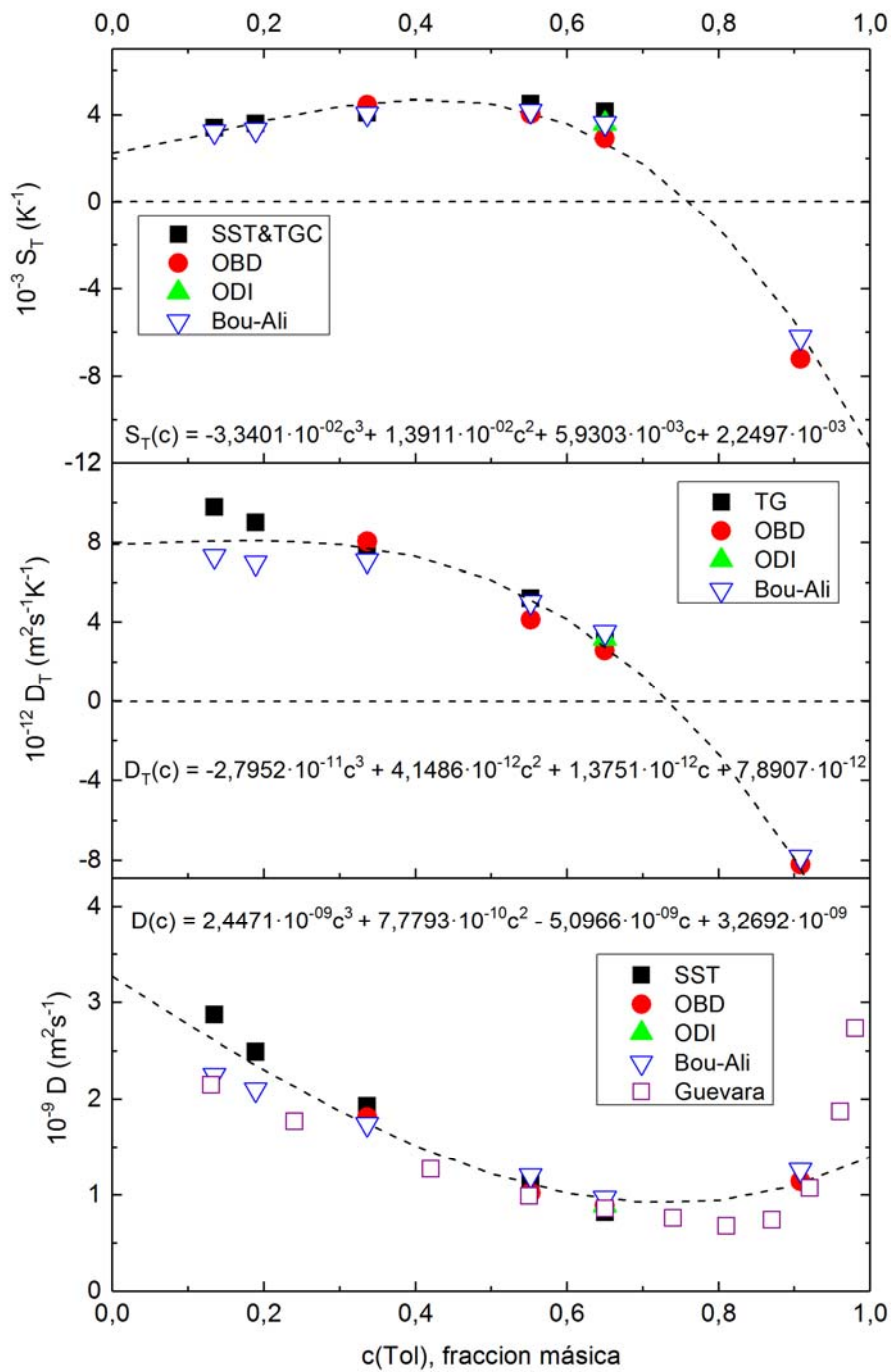 0,0 0,2 0,4 0,6 0,8 1,0
4
0
-4
-8
-12
10⁻³ S_T (K⁻¹)
SST&TGC
OBD
ODI
Bou-Ali
S_T(c) = -3,3401·10⁻⁰²c³+ 1,3911·10⁻⁰²c²+ 5,9303·10⁻⁰³c+ 2,2497·10⁻⁰³
8
4
0
-4
-8
10⁻¹² D_T (m²s⁻¹K⁻¹)
TG
OBD
ODI
Bou-Ali
D_T(c) = -2,7952·10⁻¹¹c³ + 4,1486·10⁻¹²c² + 1,3751·10⁻¹²c + 7,8907·10⁻¹²
4
3
2
1
0
10⁻⁹ D (m²s⁻¹)
D(c) = 2,4471·10⁻⁰⁹c³ + 7,7793·10⁻¹⁰c² - 5,0966·10⁻⁰⁹c + 3,2692·10⁻⁰⁹
SST
OBD
ODI
Bou-Ali
Guevara
0,0 0,2 0,4 0,6 0,8 1,0
c(Tol), fraccion másica